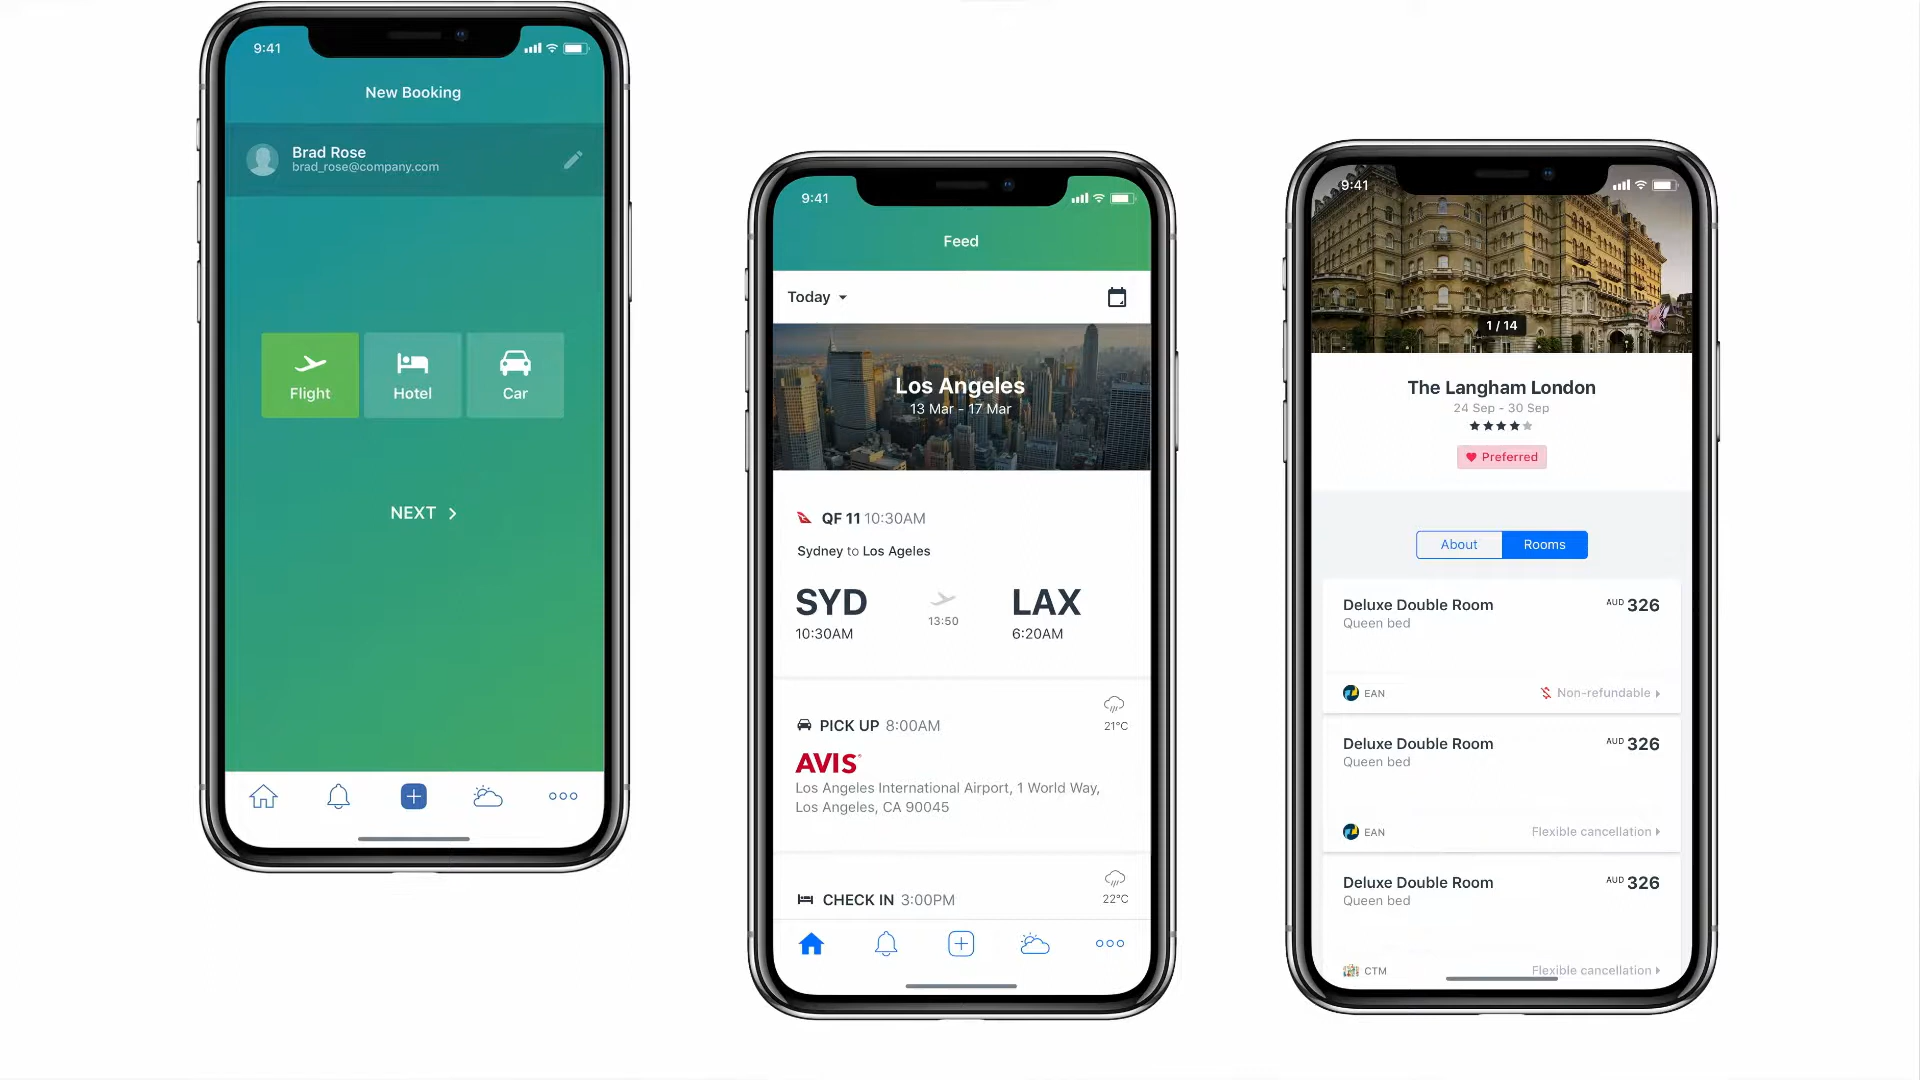 9:41
New Booking
Brad Rose
brad_rose@company.com
Flight
Hotel
Car
NEXT
9:41
Feed
Today
Los Angeles
13 Mar - 17 Mar
QF 11 10:30AM
Sydney to Los Ageles
SYD
13:50
LAX
10:30AM
6:20AM
PICK UP 8:00AM
21°C
AVIS
Los Angeles International Airport, 1 World Way,
Los Angeles, CA 90045
CHECK IN 3:00PM
22°C
9:41
1 / 14
The Langham London
24 Sep - 30 Sep
Preferred
About
Rooms
Deluxe Double Room
AUD 326
Queen bed
EAN
Non-refundable
Deluxe Double Room
AUD 326
Queen bed
EAN
Flexible cancellation
Deluxe Double Room
AUD 326
Queen bed
CTM
Flexible cancellation